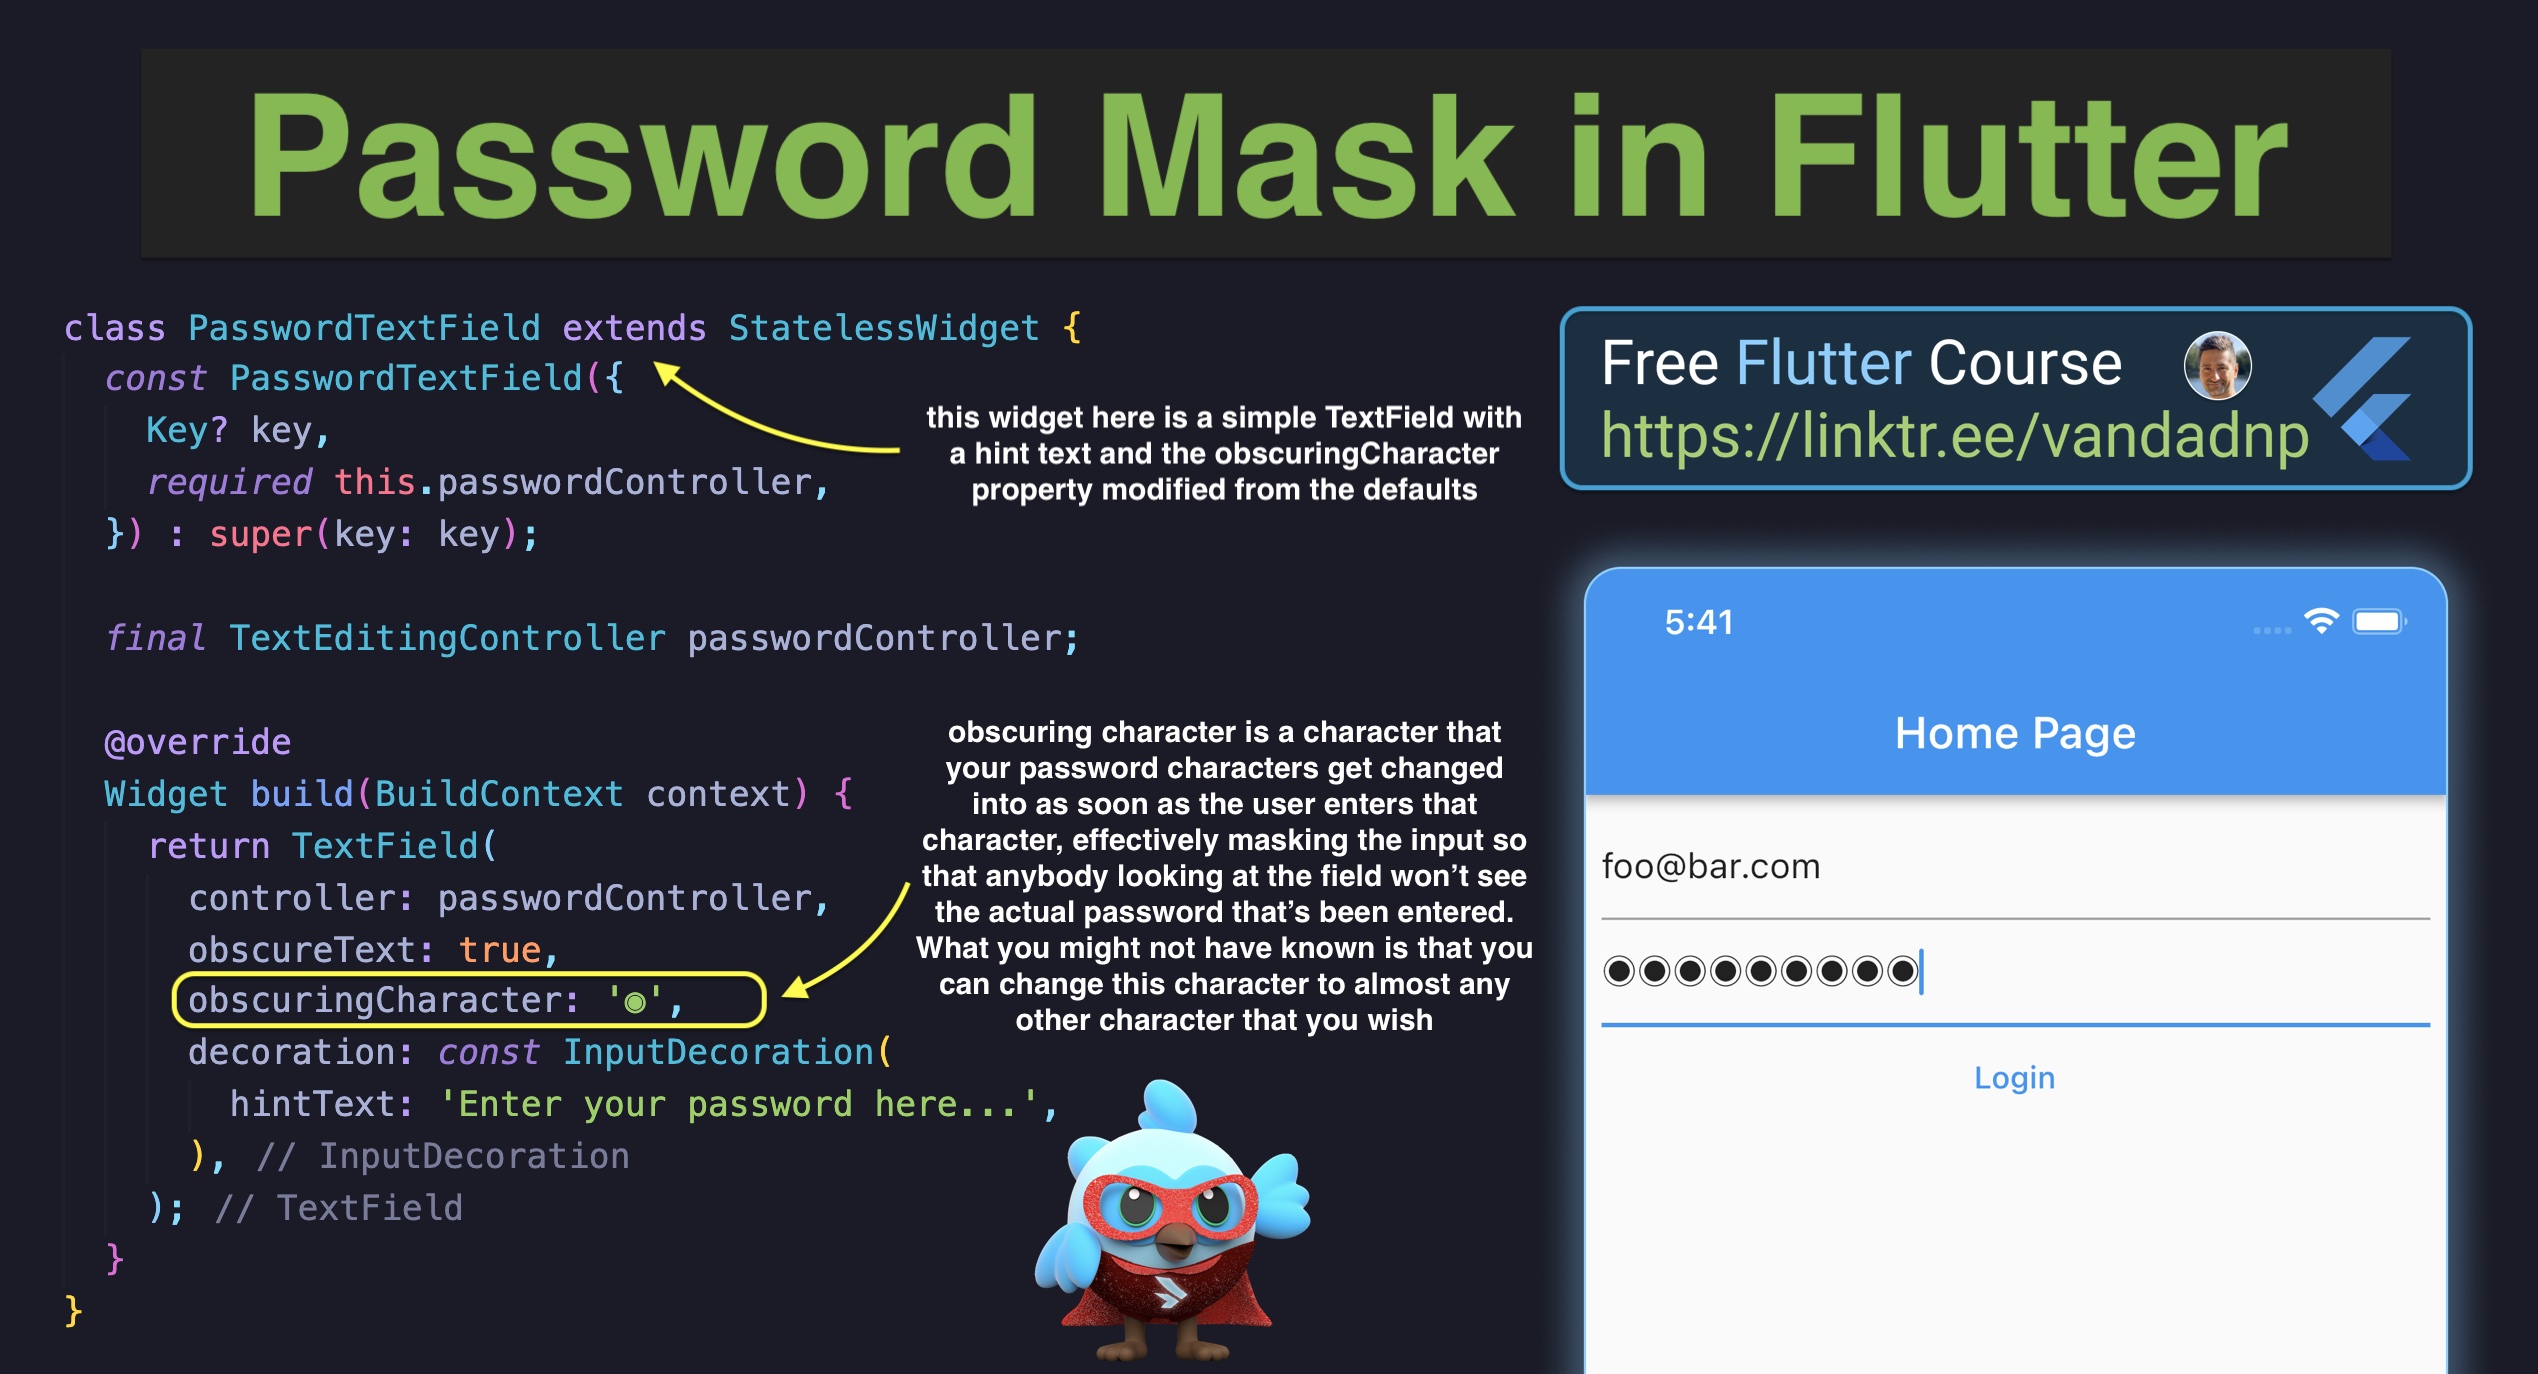 Password Mask in Flutter
class PasswordTextField extends StatelessWidget {
const PasswordTextField({
Key? key,
required this.passwordController,
}) : super(key: key);
final TextEditingController passwordController;
@override
Widget build(BuildContext context) {
return TextField(
controller: passwordController,
obscureText: true,
obscuringCharacter: '◉',
decoration: const InputDecoration(
hintText: 'Enter your password here...',
), // InputDecoration
); // TextField
}
}
this widget here is a simple TextField with
a hint text and the obscuringCharacter
property modified from the defaults
obscuring character is a character that
your password characters get changed
into as soon as the user enters that
character, effectively masking the input so
that anybody looking at the field won’t see
the actual password that’s been entered.
What you might not have known is that you
can change this character to almost any
other character that you wish
Free Flutter Course
https://linktr.ee/vandadnp
5:41
Home Page
foo@bar.com
◉◉◉◉◉◉◉◉◉
Login